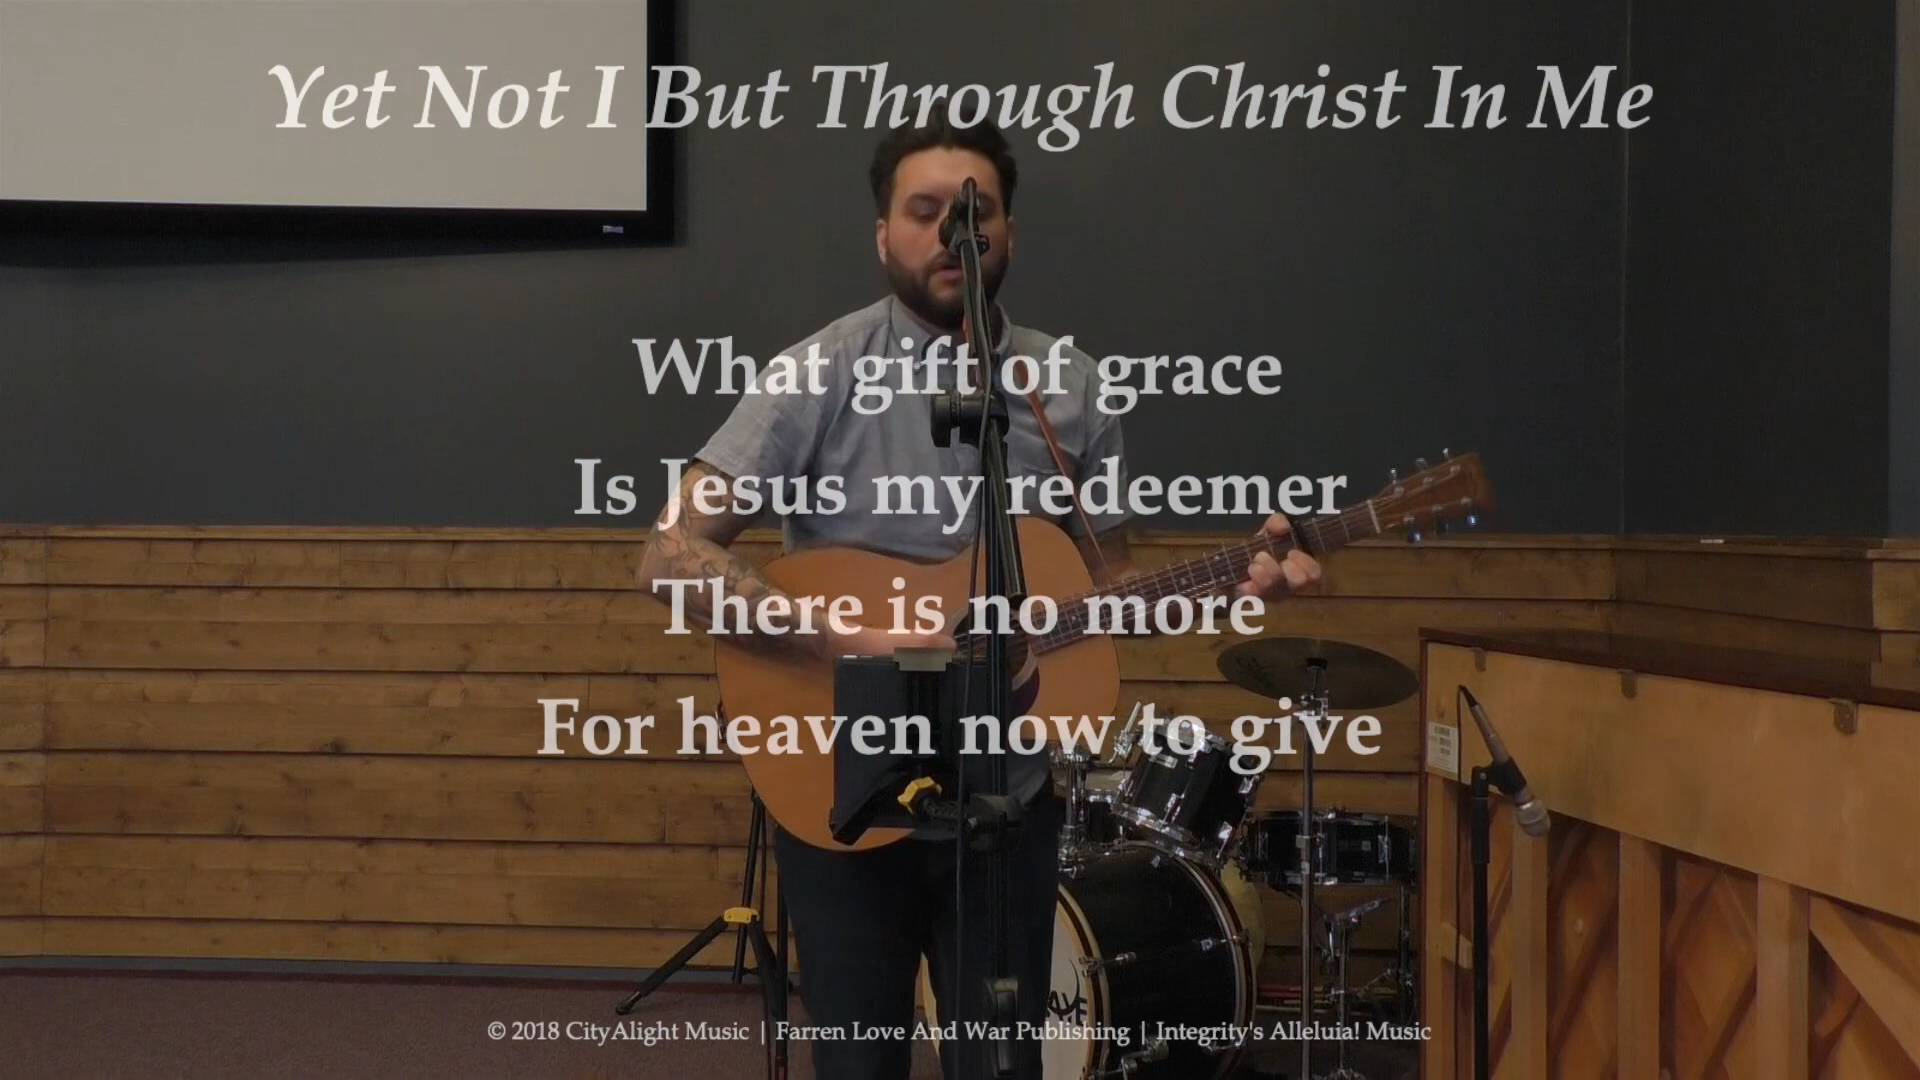 Yet Not I But Through Christ In Me
What gift of grace
Is Jesus my redeemer
There is no more
For heaven now to give
© 2018 CityAlight Music | Farren Love And War Publishing | Integrity's Alleluia! Music